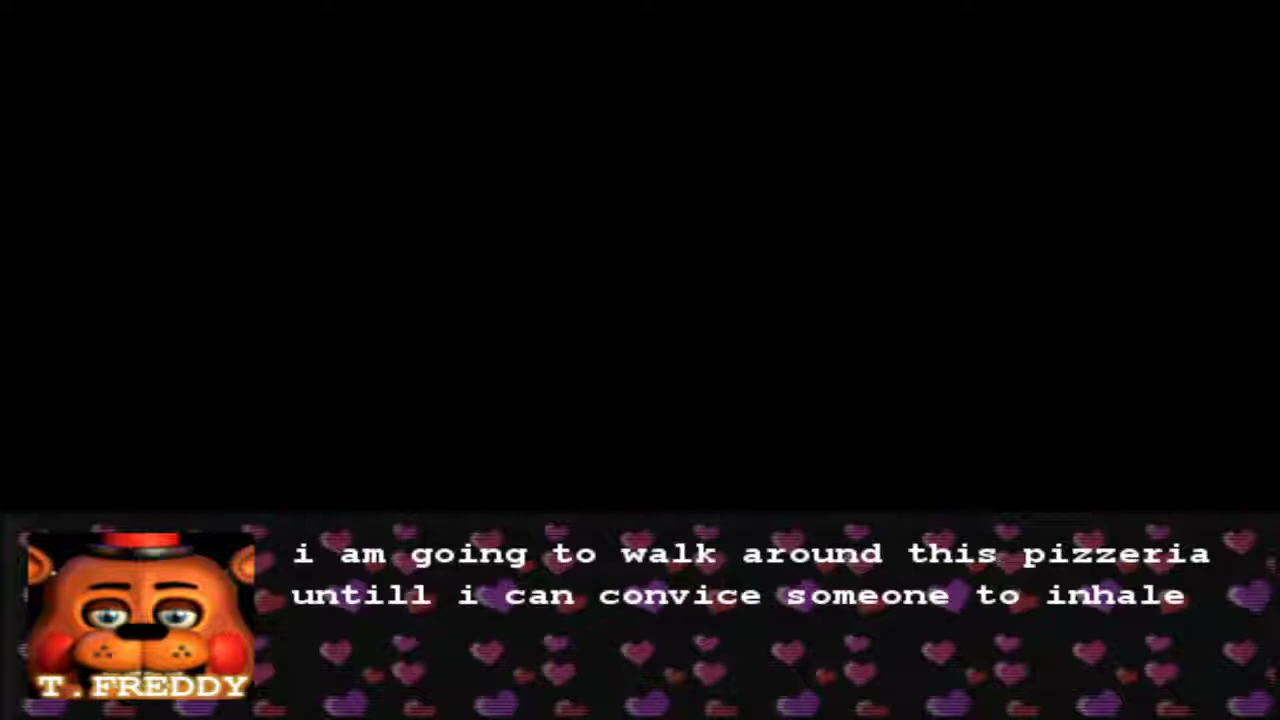 i am going to walk around this pizzeria
untill i can convice someone to inhale
T.FREDDY